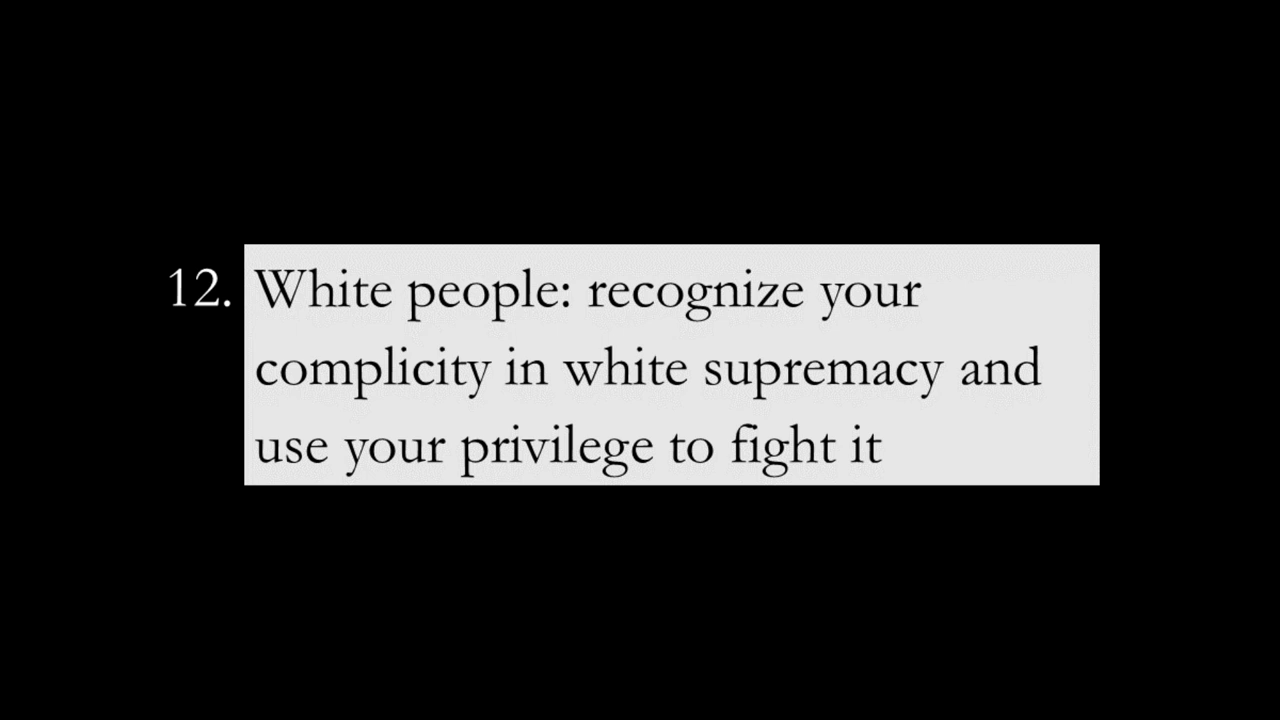 12. White people: recognize your
complicity in white supremacy and
use your privilege to fight it